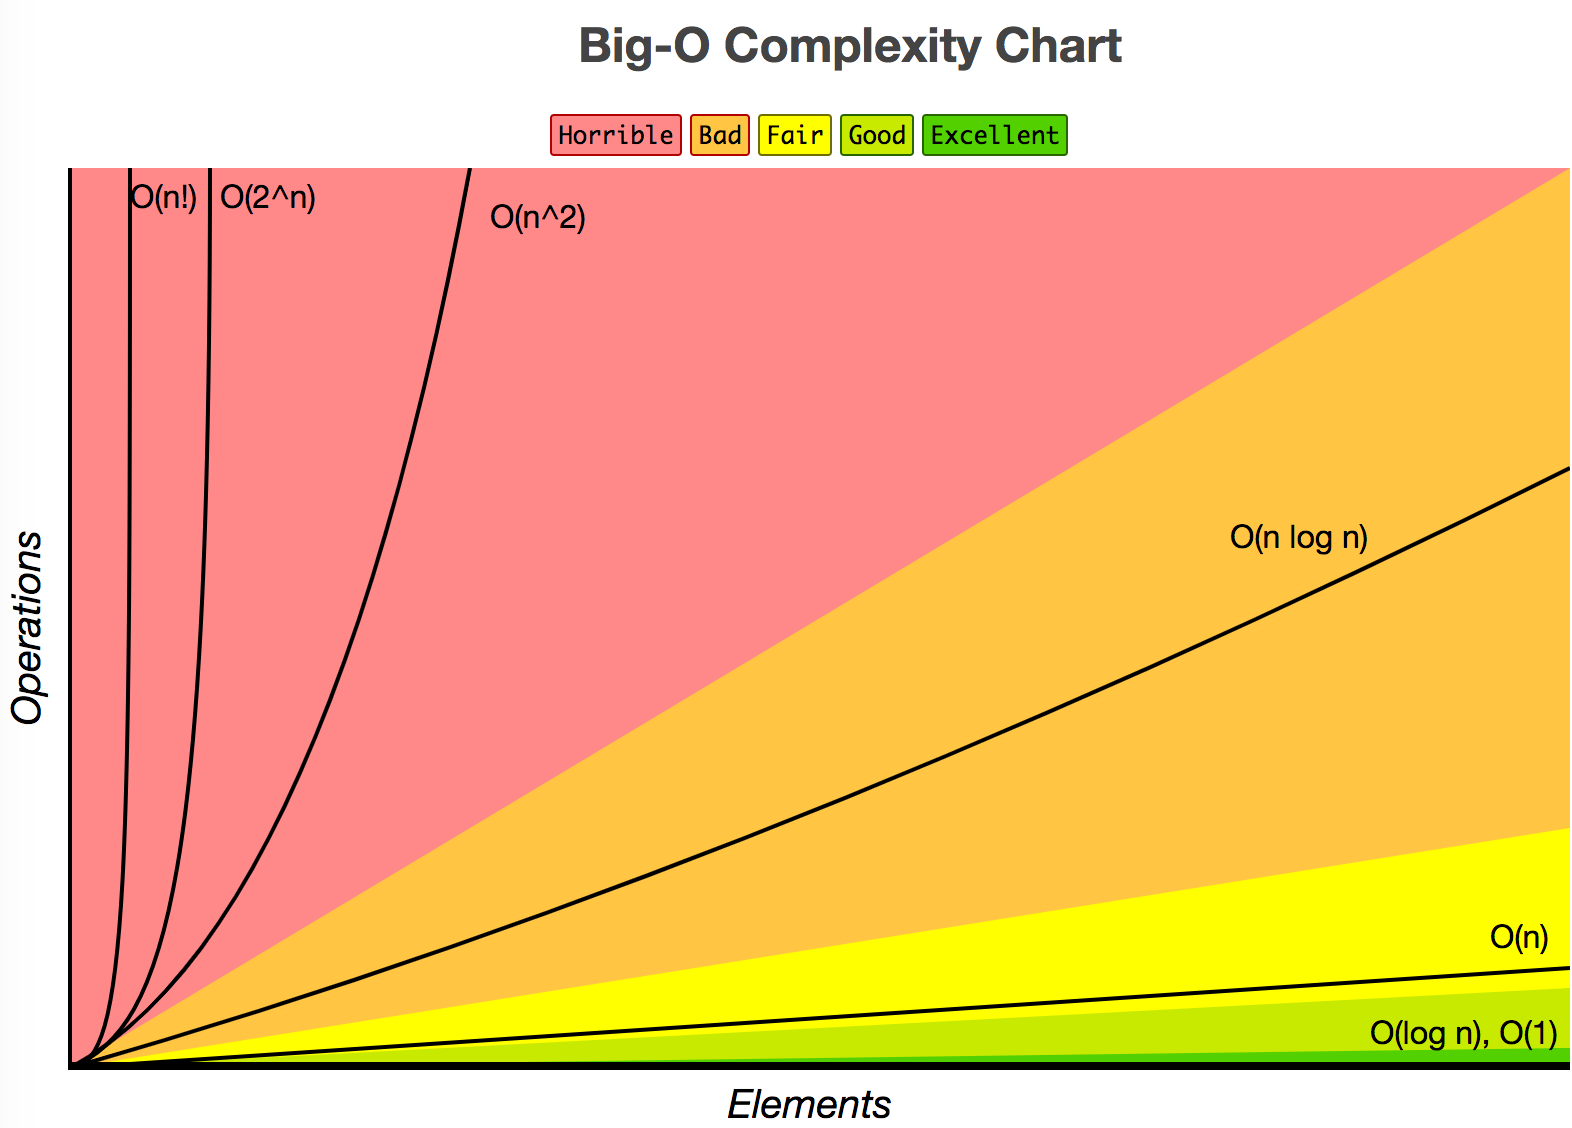 Big-O Complexity Chart
Horrible Bad Fair Good Excellent
O(n!) O(2^n)
O(n^2)
O(n log n)
O(n)
O(log n), O(1)
Operations
Elements